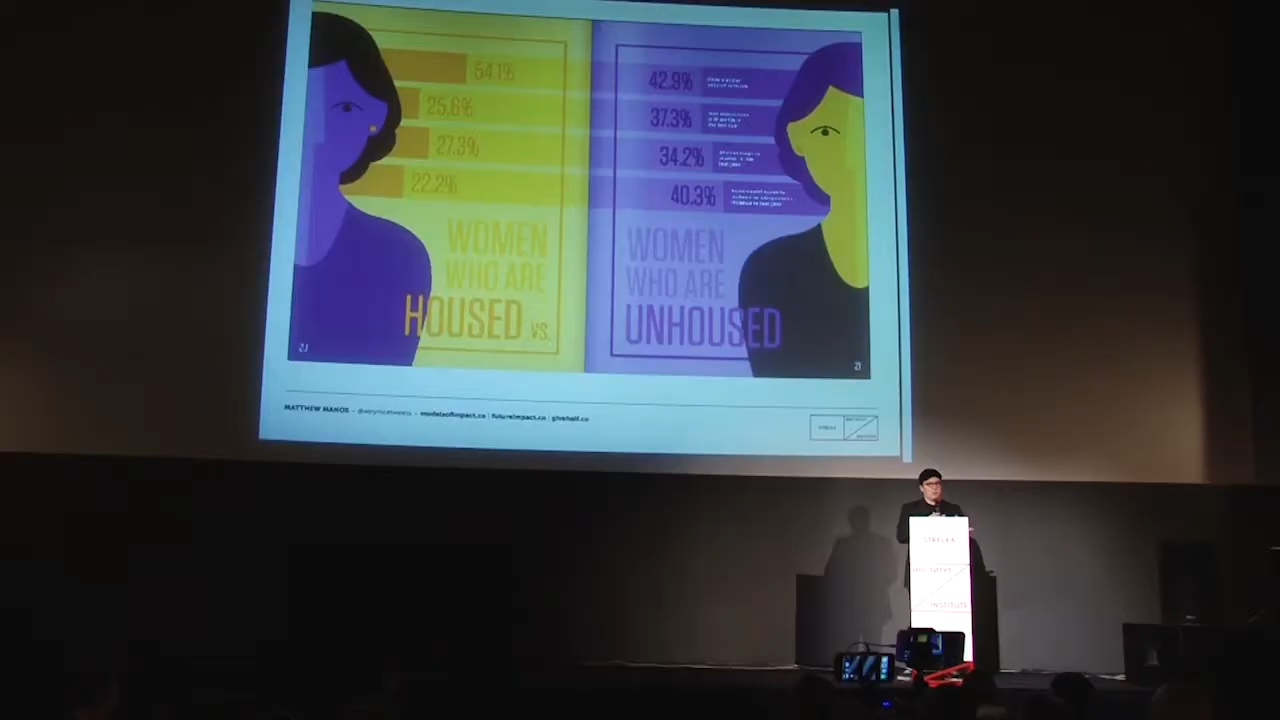 54.1%
25.6%
27.3%
22.2%
WOMEN
WHO ARE
HOUSED VS.
42.9%
37.3%
34.2%
40.3%
WOMEN
WHO ARE
UNHOUSED
MATTHEW MANOS - @verynicetweets - modelsofimpact.co | futureimpact.co | givehalf.co
STRELKA
INSTITUTE